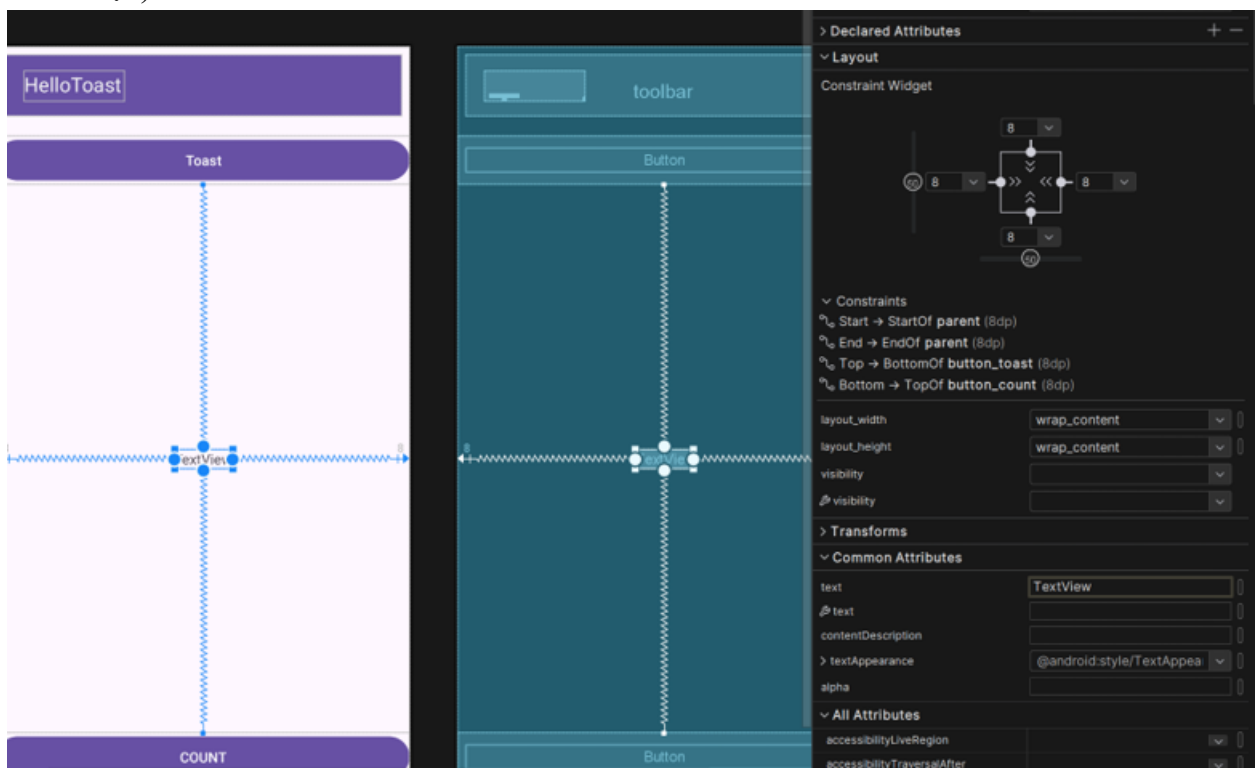 HelloToast
Toast
TextView
COUNT
toolbar
Button
Button
Declared Attributes
Layout
Constraint Widget
8
50 8 8
8
50
Constraints
Start → StartOf parent (8dp)
End → EndOf parent (8dp)
Top → BottomOf button_toast (8dp)
Bottom → TopOf button_count (8dp)
layout_width wrap_content
layout_height wrap_content
visibility
visibility
Transforms
Common Attributes
text TextView
text
contentDescription
textAppearance @android:style/TextAppea
alpha
All Attributes
accessibilityLiveRegion
accessibilityTraversalAfter